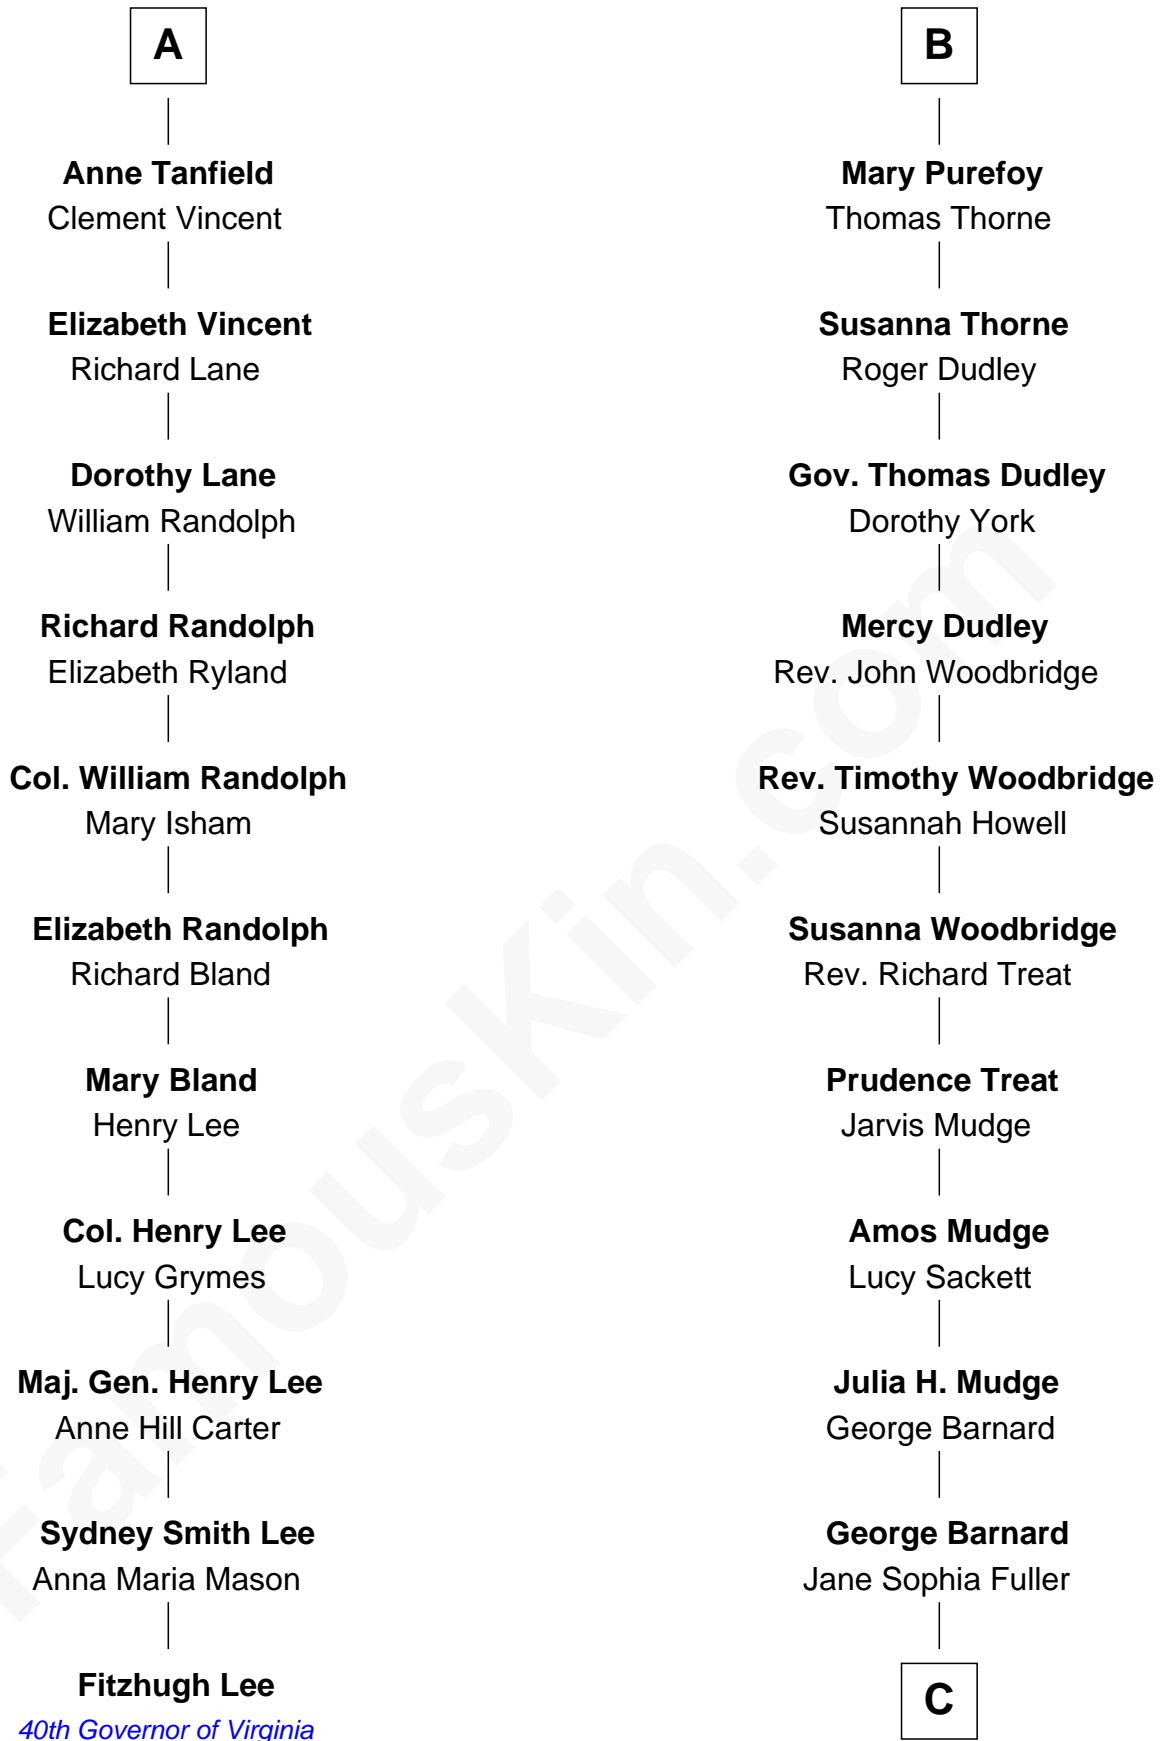 A
Anne Tanfield
Clement Vincent
Elizabeth Vincent
Richard Lane
Dorothy Lane
William Randolph
Richard Randolph
Elizabeth Ryland
Col. William Randolph
Mary Isham
Elizabeth Randolph
Richard Bland
Mary Bland
Henry Lee
Col. Henry Lee
Lucy Grymes
Maj. Gen. Henry Lee
Anne Hill Carter
Sydney Smith Lee
Anna Maria Mason
Fitzhugh Lee
40th Governor of Virginia
B
Mary Purefoy
Thomas Thorne
Susanna Thorne
Roger Dudley
Gov. Thomas Dudley
Dorothy York
Mercy Dudley
Rev. John Woodbridge
Rev. Timothy Woodbridge
Susannah Howell
Susanna Woodbridge
Rev. Richard Treat
Prudence Treat
Jarvis Mudge
Amos Mudge
Lucy Sackett
Julia H. Mudge
George Barnard
George Barnard
Jane Sophia Fuller
C
FamousKin.com